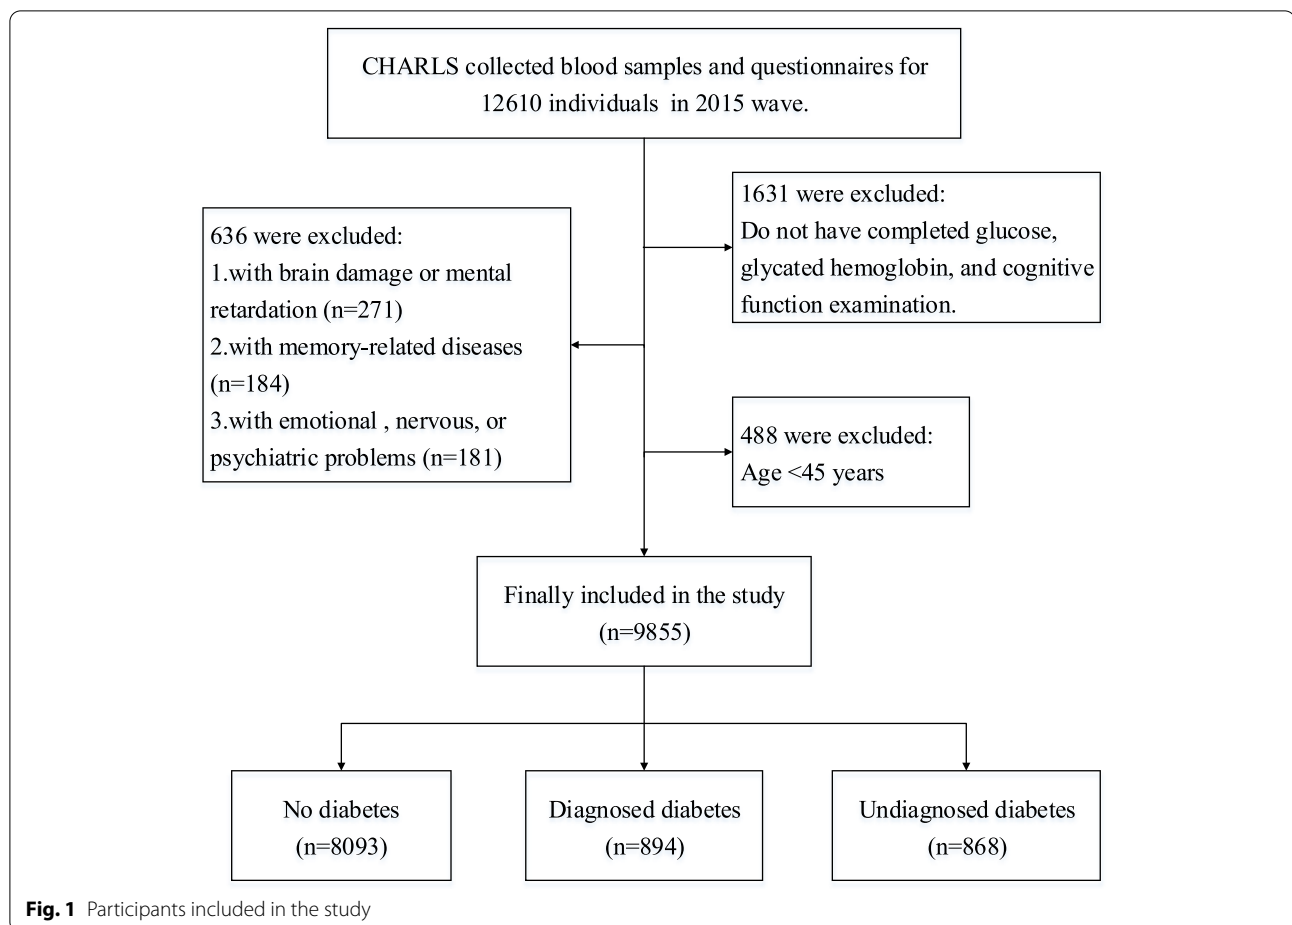 CHARLS collected blood samples and questionnaires for
12610 individuals in 2015 wave.
1631 were excluded:
Do not have completed glucose,
glycated hemoglobin, and cognitive
function examination.
636 were excluded:
1.with brain damage or mental
retardation (n=271)
2.with memory-related diseases
(n=184)
3.with emotional , nervous, or
psychiatric problems (n=181)
488 were excluded:
Age <45 years
Finally included in the study
(n=9855)
No diabetes
(n=8093)
Diagnosed diabetes
(n=894)
Undiagnosed diabetes
(n=868)
Fig. 1 Participants included in the study